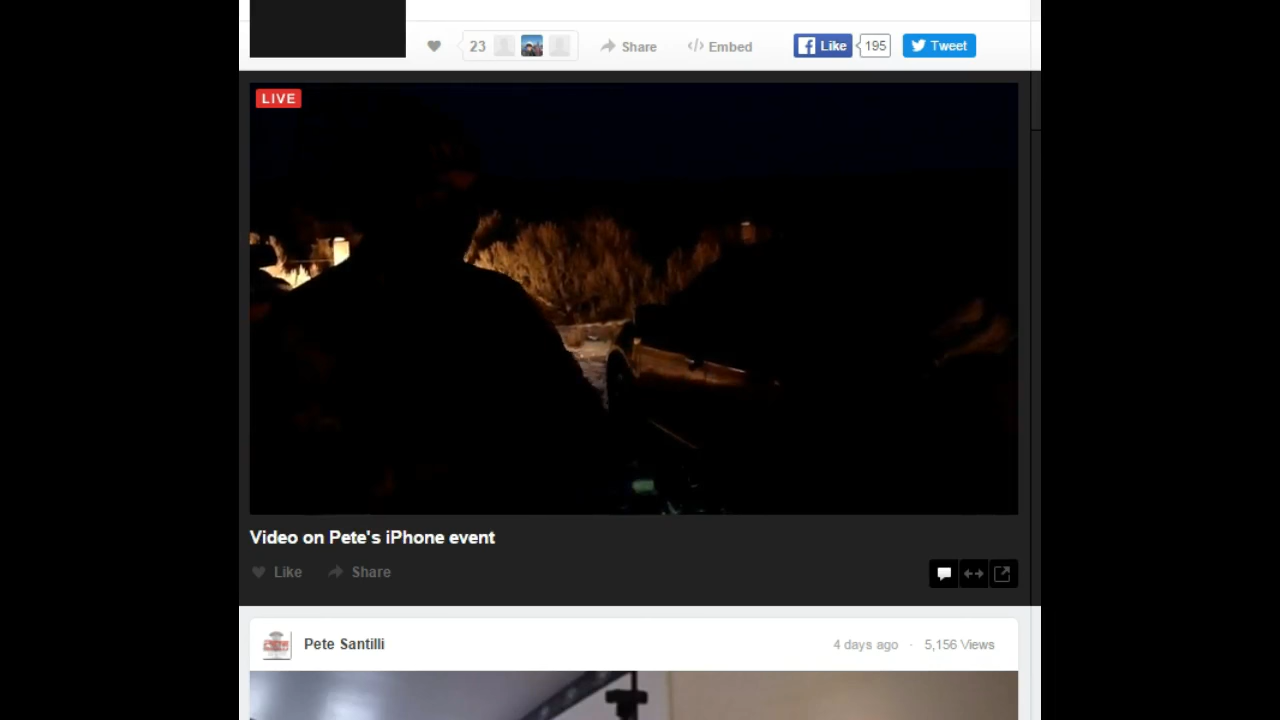 23 Share </> Embed Like 195 Tweet
LIVE
Video on Pete's iPhone event
Like Share
Pete Santilli 4 days ago · 5,156 Views